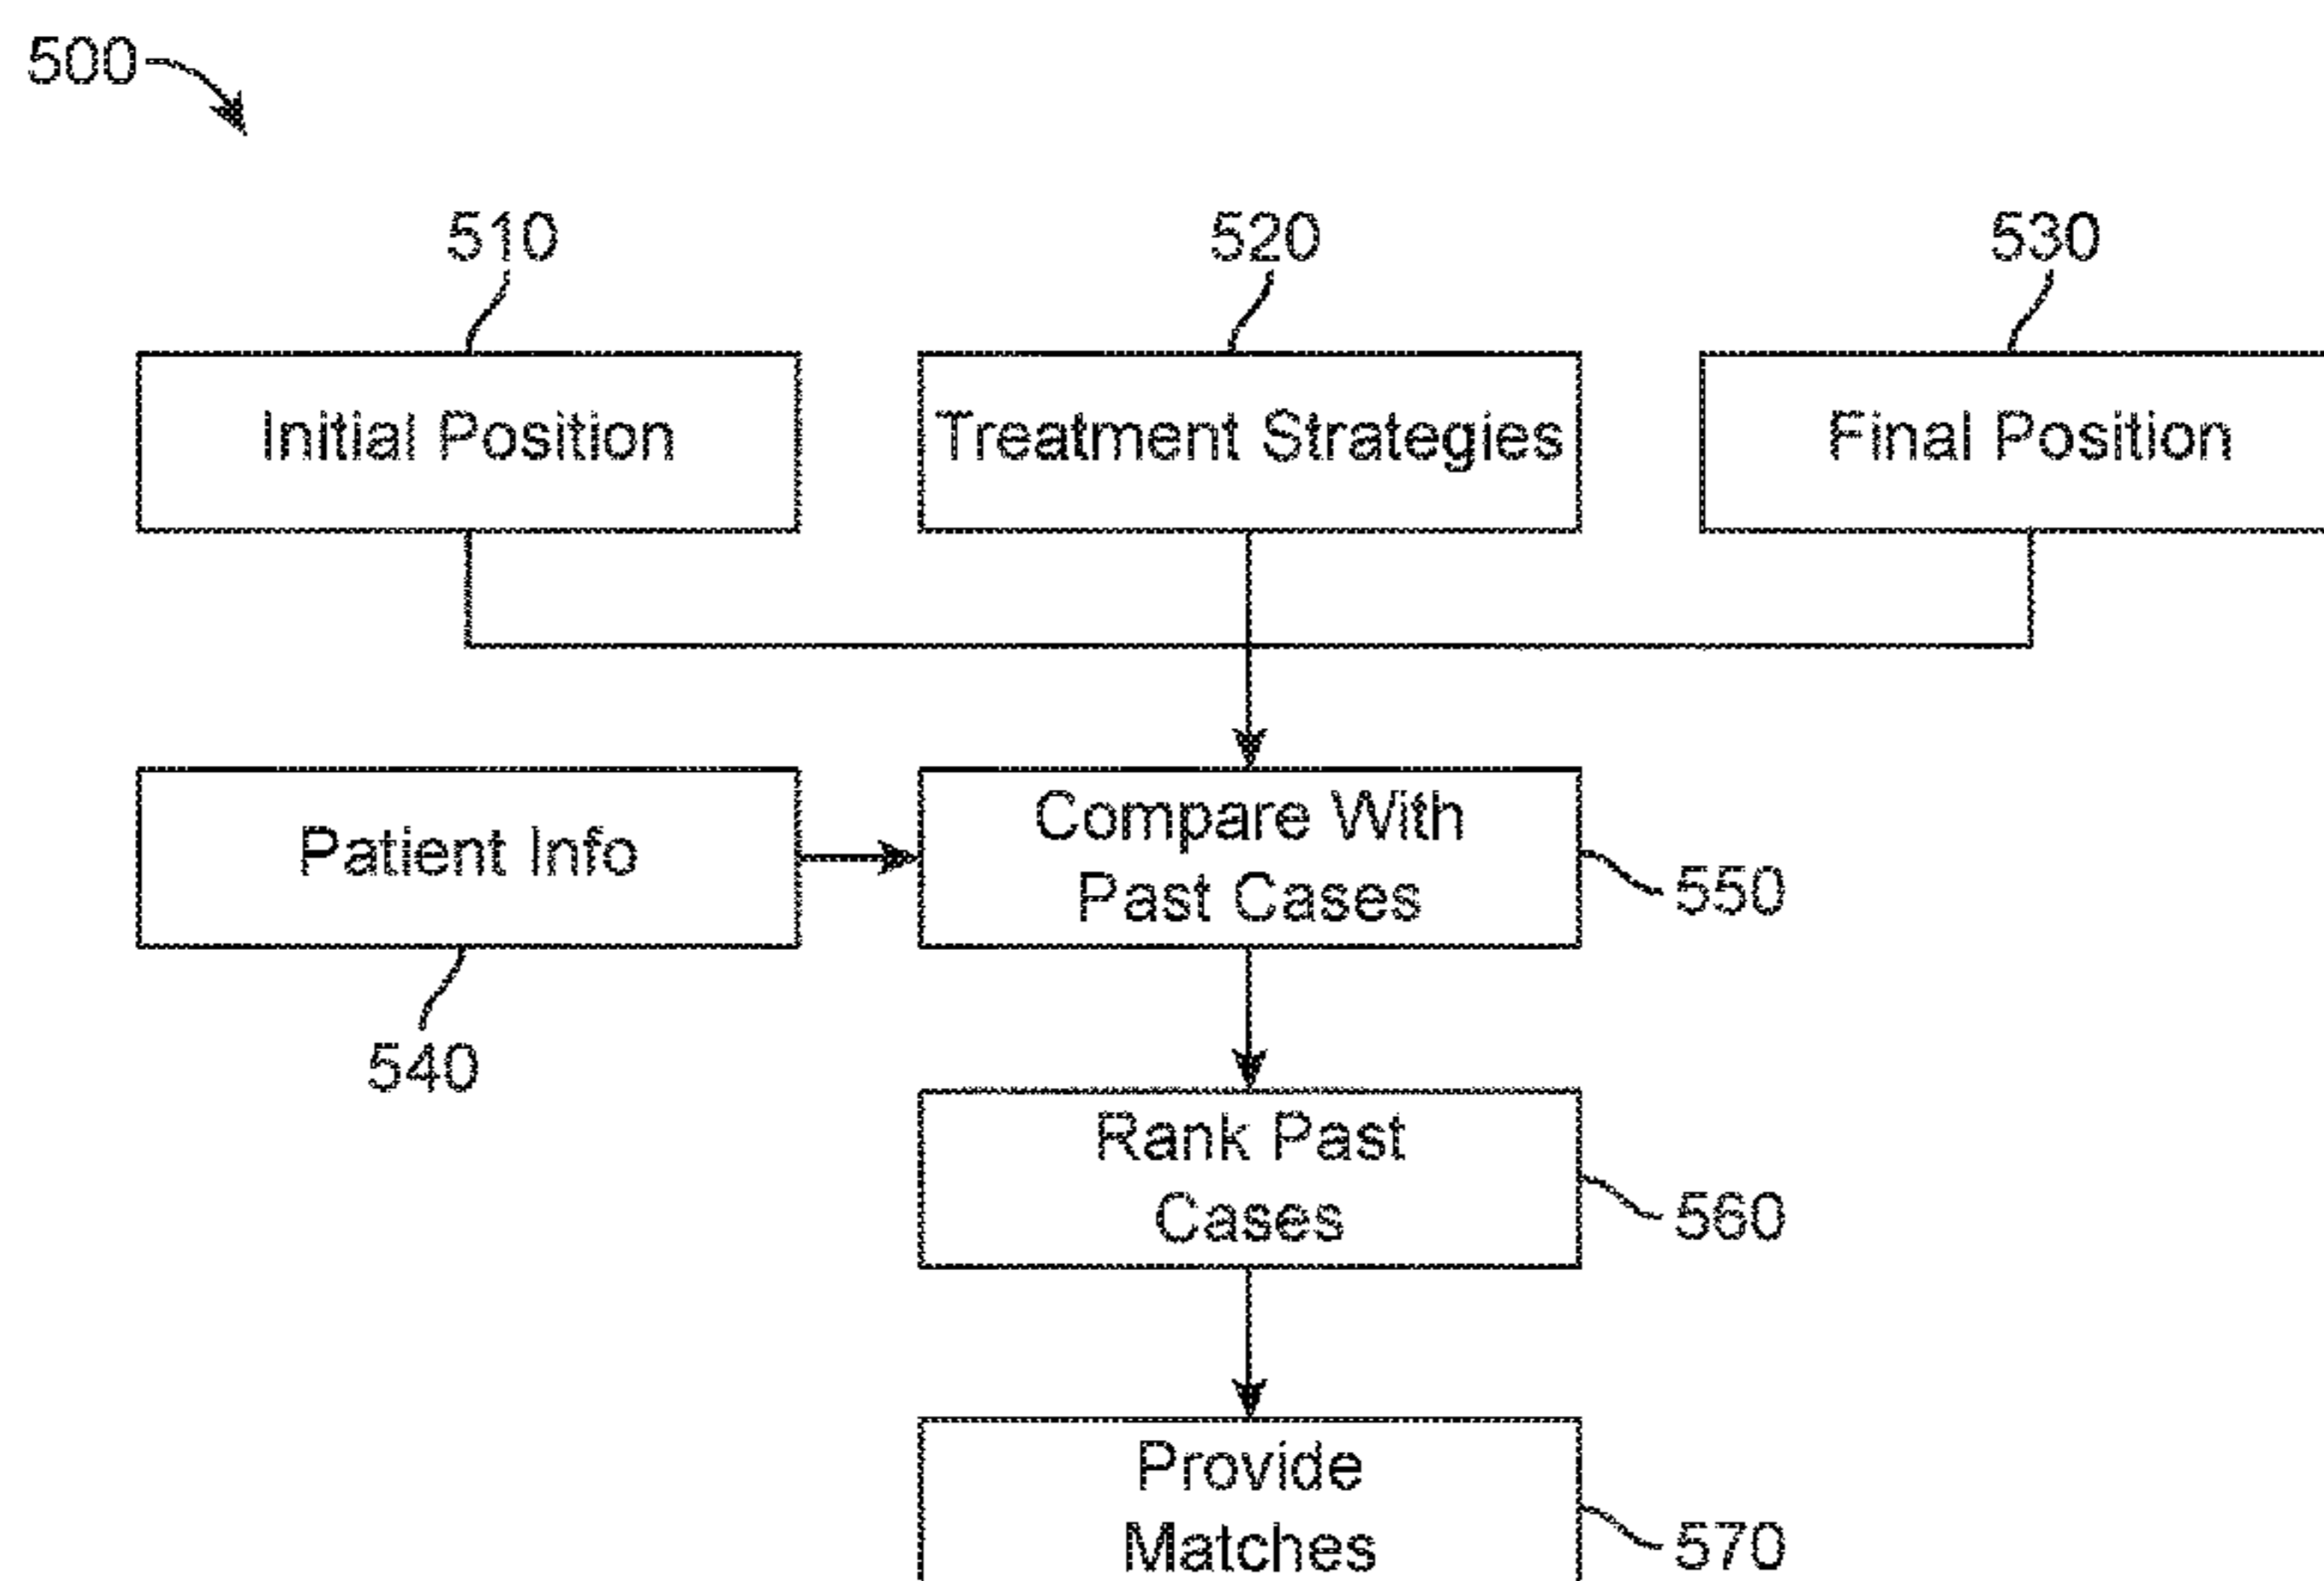 500
510
520
530
Initial Position
Treatment Strategies
Final Position
Patient Info
Compare With
Past Cases
550
540
Rank Past
Cases
560
Provide
Matches
570